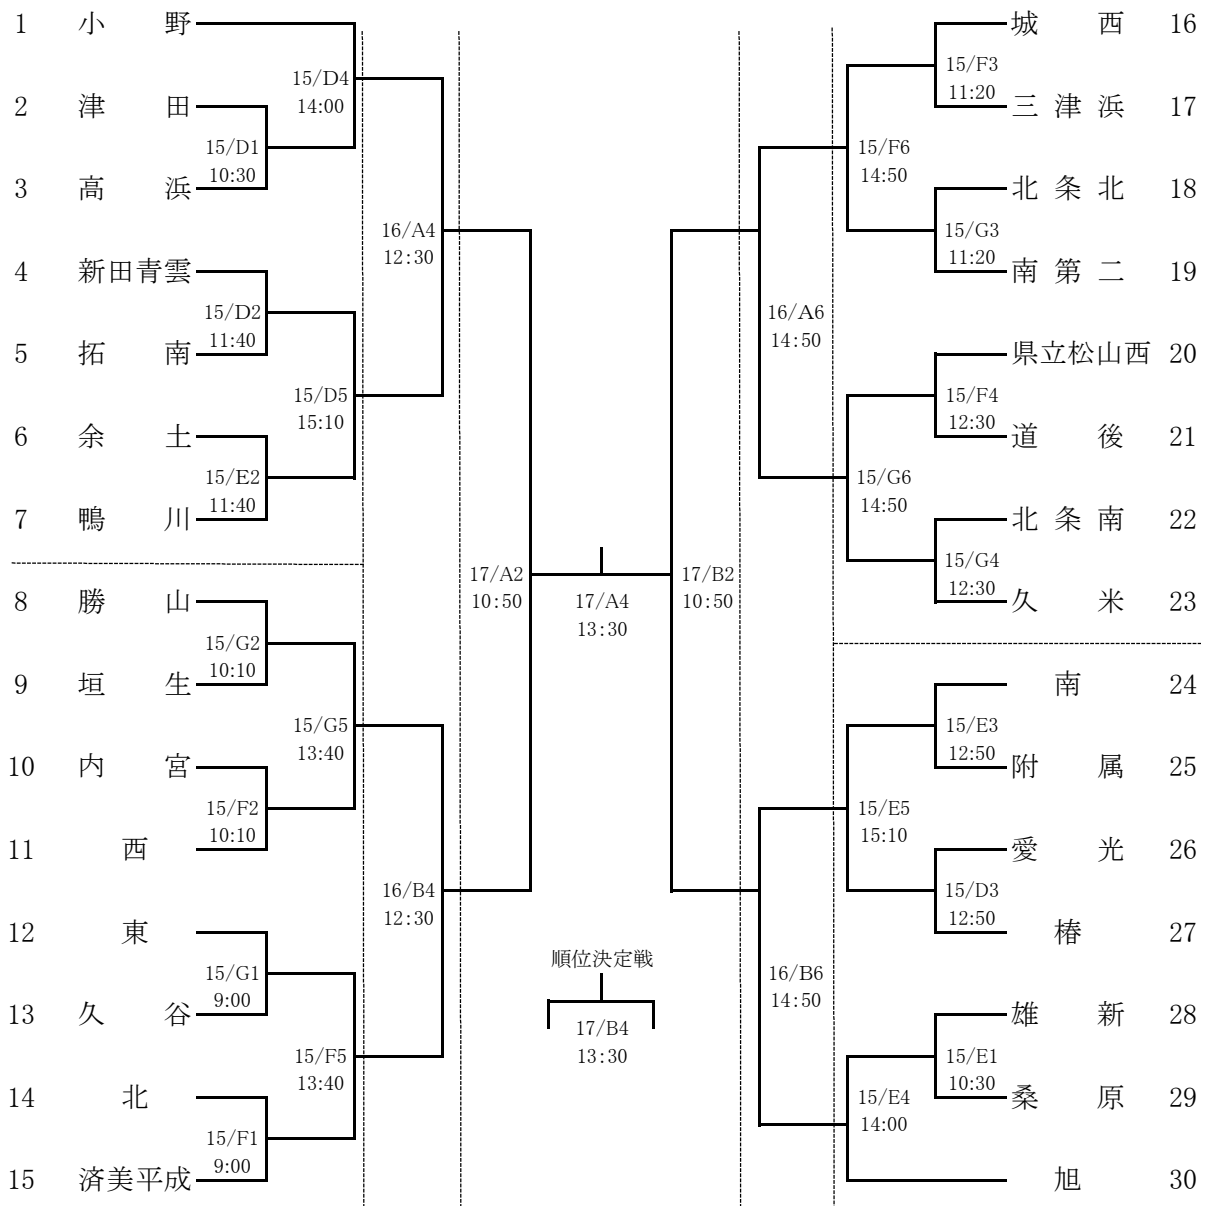 1 小野
15/D4
14:00
2 津田
15/D1
10:30
3 高浜
16/A4
12:30
4 新田青雲
15/D2
11:40
5 拓南
15/D5
15:10
6 余土
15/E2
11:40
7 鴨川
17/A2
10:50
8 勝山
15/G2
10:10
9 垣生
15/G5
13:40
10 内宮
15/F2
10:10
11 西
16/B4
12:30
12 東
15/G1
9:00
13 久谷
15/F5
13:40
14 北
15/F1
9:00
15 済美平成
17/A4
13:30
順位決定戦
17/B4
13:30
城西 16
15/F3
11:20
三津浜 17
15/F6
14:50
北条北 18
15/G3
11:20
南第二 19
16/A6
14:50
県立松山西 20
15/F4
12:30
道後 21
15/G6
14:50
北条南 22
15/G4
12:30
久米 23
17/B2
10:50
南 24
15/E3
12:50
附属 25
15/E5
15:10
愛光 26
15/D3
12:50
椿 27
16/B6
14:50
雄新 28
15/E1
10:30
桑原 29
15/E4
14:00
旭 30